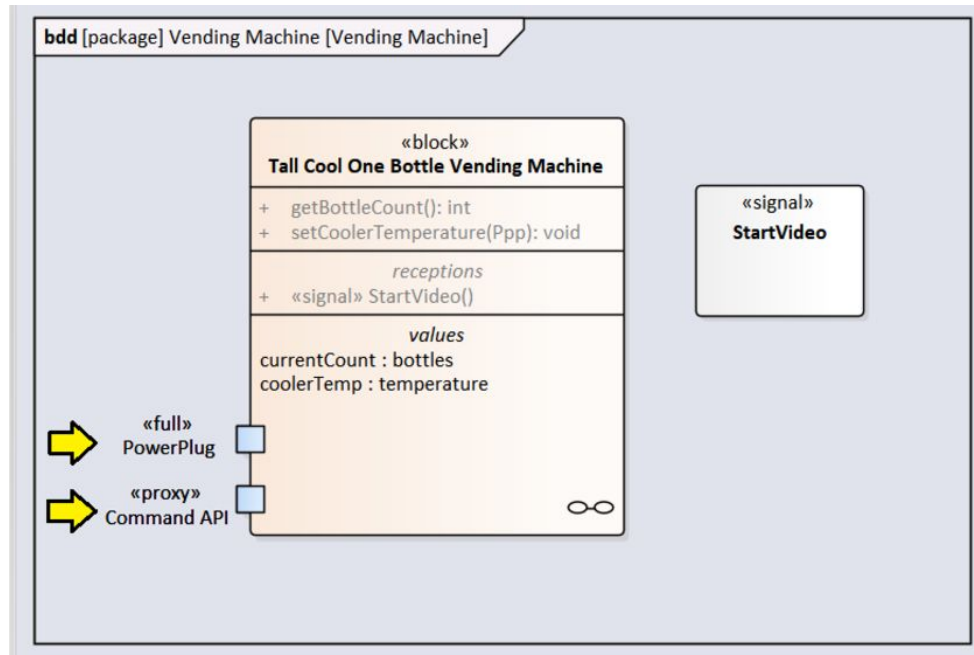 bdd [package] Vending Machine [Vending Machine]
«block»
Tall Cool One Bottle Vending Machine
+ getBottleCount(): int
+ setCoolerTemperature(Ppp): void
receptions
+ «signal» StartVideo()
values
currentCount : bottles
coolerTemp : temperature
«full»
PowerPlug
«proxy»
Command API
«signal»
StartVideo